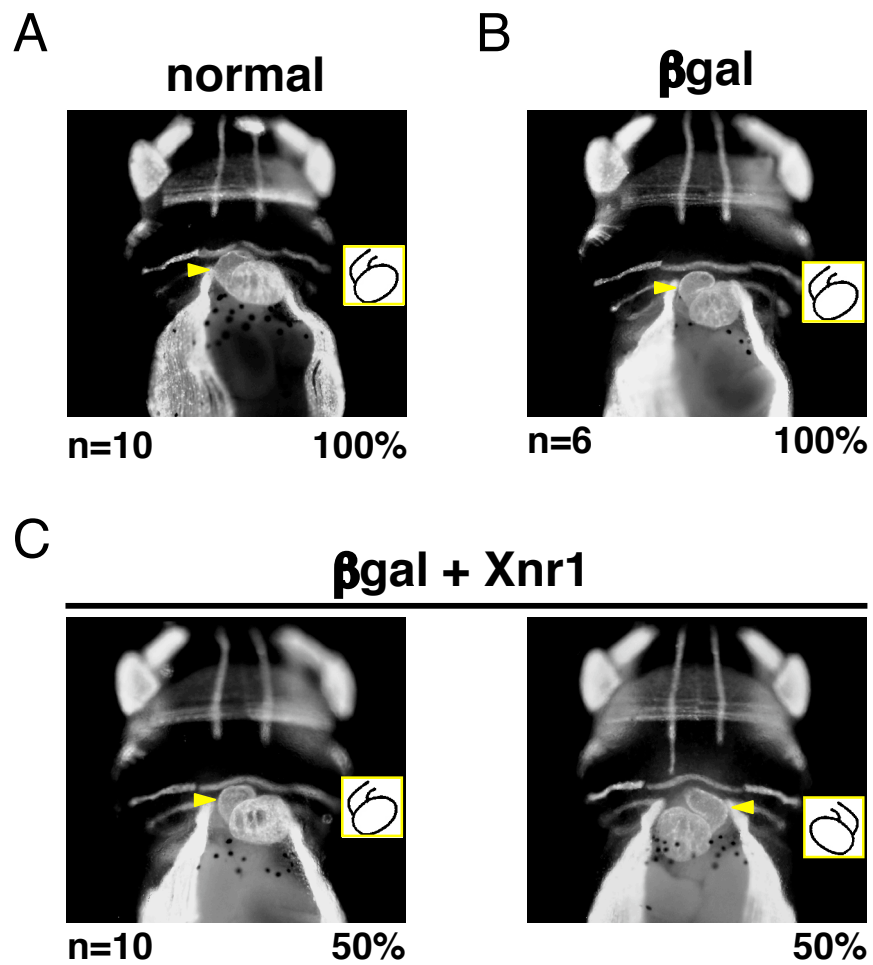 A
normal
n=10 100%
B
βgal
n=6 100%
C
βgal + Xnr1
n=10 50%
50%